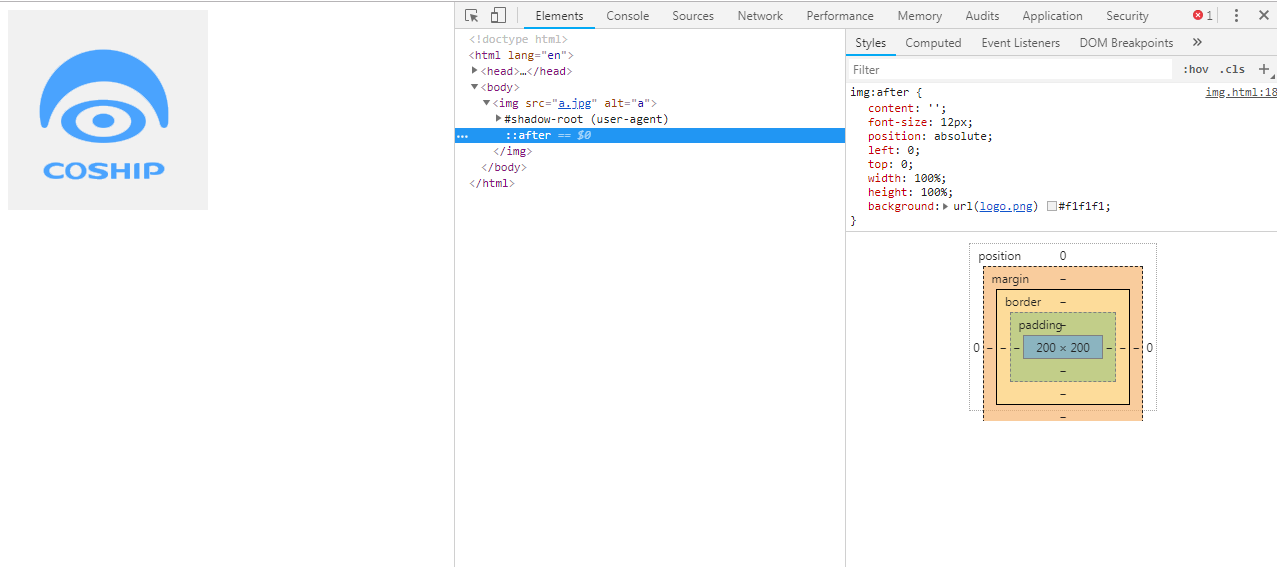 COSHIP
Elements Console Sources Network Performance Memory Audits Application Security 1
<!doctype html>
<html lang="en">
<head>…</head>
<body>
<img src="a.jpg" alt="a">
#shadow-root (user-agent)
… ::after == $0
</img>
</body>
</html>
Styles Computed Event Listeners DOM Breakpoints »
Filter :hov .cls +
img:after { img.html:18
content: '';
font-size: 12px;
position: absolute;
left: 0;
top: 0;
width: 100%;
height: 100%;
background: url(logo.png) #f1f1f1;
}
position 0
margin –
border –
padding –
0 – – – 200 × 200 – – – 0
–
–
–